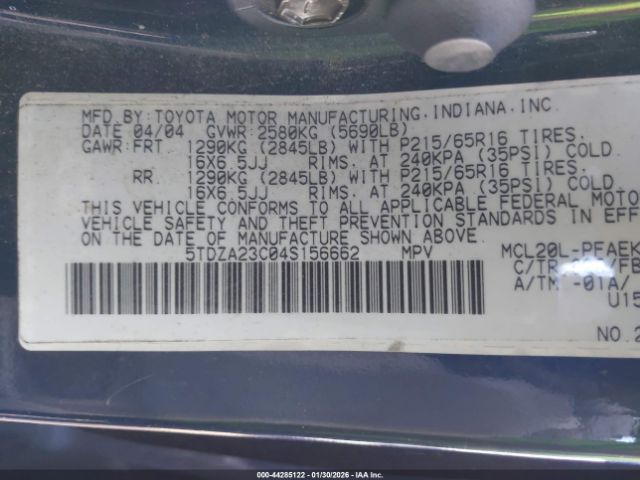 MFD.BY:TOYOTA MOTOR MANUFACTURING.INDIANA.INC.
DATE 04/04 GVWR:2580KG (5690LB)
GAWR:FRT 1290KG (2845LB) WITH P215/65R16 TIRES.
16X6.5JJ RIMS. AT 240KPA (35PSI) COLD.
RR 1290KG (2845LB) WITH P215/65R16 TIRES.
16X6.5JJ RIMS. AT 240KPA (35PSI) COLD.
THIS VEHICLE CONFORMS TO ALL APPLICABLE FEDERAL MOTOR
VEHICLE SAFETY AND THEFT PREVENTION STANDARDS IN EFF
ON THE DATE OF MANUFACTURE SHOWN ABOVE.
5TDZA23C04S156662 MPV MCL20L-PFAEK
C/TR /FB
A/TM -01A/
U15
NO.2
000-44285122 - 01/30/2026 - IAA Inc.